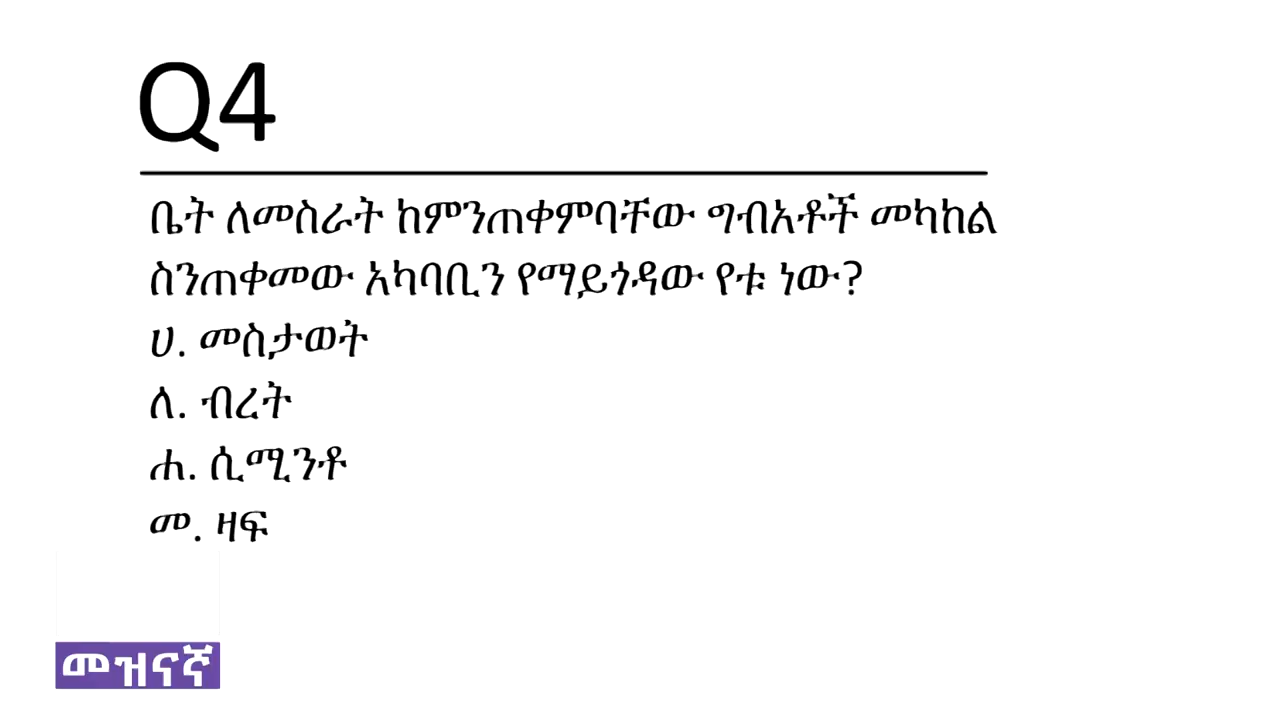 Q4
ቤት ለመስራት ከምንጠቀምባቸው ግብአቶች መካከል
ስንጠቀመው አካባቢን የማይጎዳው የቱ ነው?
ሀ. መስታወት
ለ. ብረት
ሐ. ሲሚንቶ
መ. ዛፍ
መዝናኛ